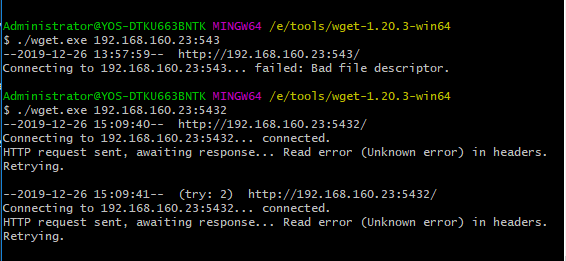 Administrator@YOS-DTKU663BNTK MINGW64 /e/tools/wget-1.20.3-win64
$ ./wget.exe 192.168.160.23:543
--2019-12-26 13:57:59--  http://192.168.160.23:543/
Connecting to 192.168.160.23:543... failed: Bad file descriptor.
Administrator@YOS-DTKU663BNTK MINGW64 /e/tools/wget-1.20.3-win64
$ ./wget.exe 192.168.160.23:5432
--2019-12-26 15:09:40--  http://192.168.160.23:5432/
Connecting to 192.168.160.23:5432... connected.
HTTP request sent, awaiting response... Read error (Unknown error) in headers.
Retrying.
--2019-12-26 15:09:41--  (try: 2)  http://192.168.160.23:5432/
Connecting to 192.168.160.23:5432... connected.
HTTP request sent, awaiting response... Read error (Unknown error) in headers.
Retrying.